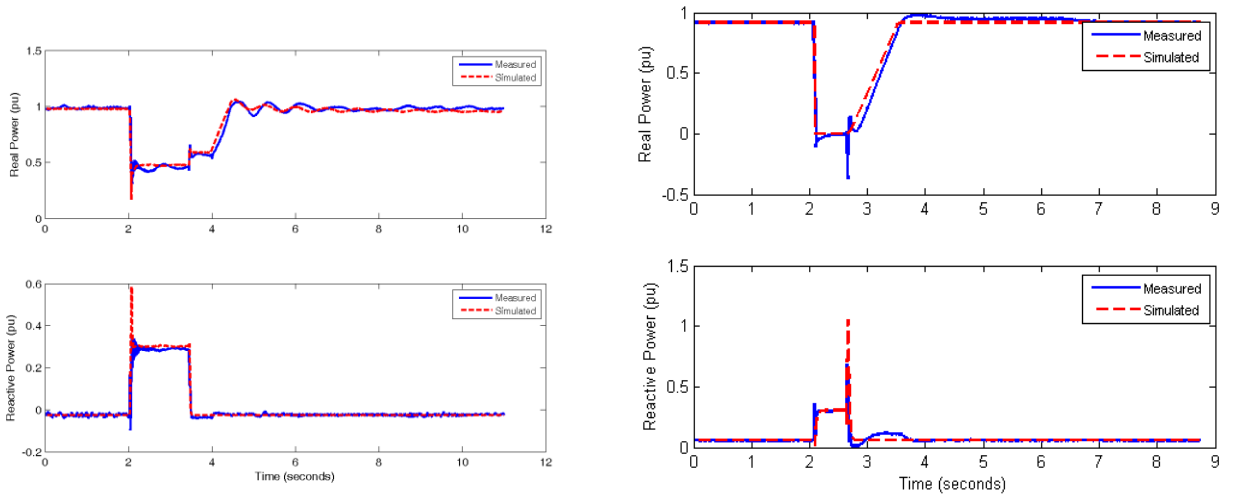 1.5
1
0.5
0
Real Power (pu)
Measured
Simulated
0 2 4 6 8 10 12
0.6
0.4
0.2
0
-0.2
Reactive Power (pu)
Measured
Simulated
0 2 4 6 8 10 12
Time (seconds)
1
0.5
0
-0.5
Real Power (pu)
Measured
Simulated
0 1 2 3 4 5 6 7 8 9
1.5
1
0.5
0
Reactive Power (pu)
Measured
Simulated
0 1 2 3 4 5 6 7 8 9
Time (seconds)